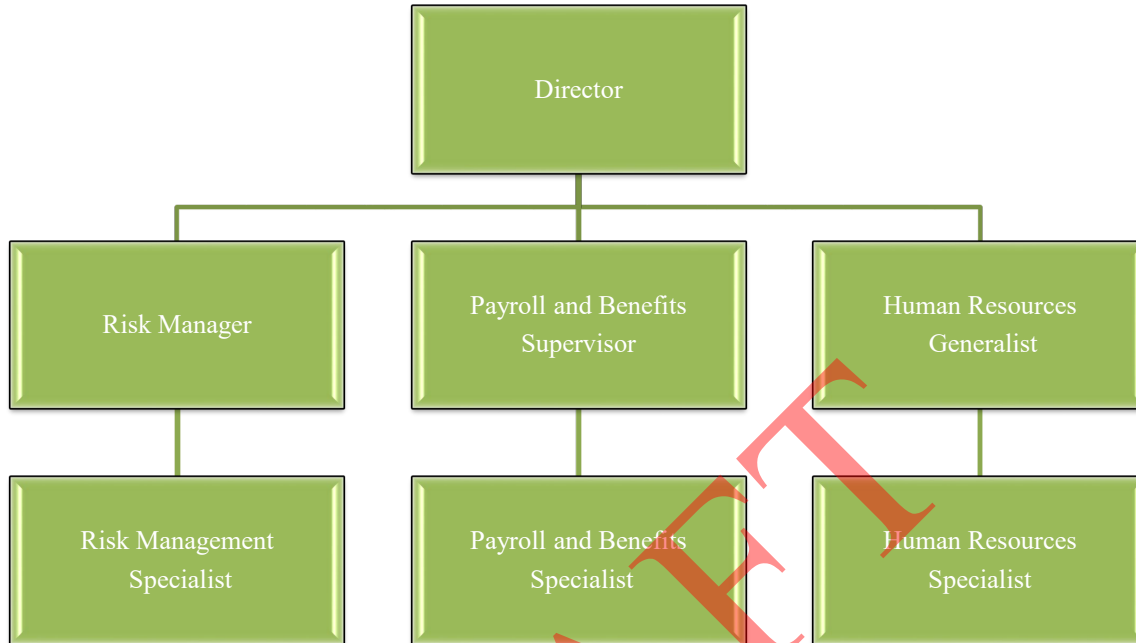 Director
Risk Manager
Payroll and Benefits
Supervisor
Human Resources
Generalist
Risk Management
Specialist
Payroll and Benefits
Specialist
Human Resources
Specialist